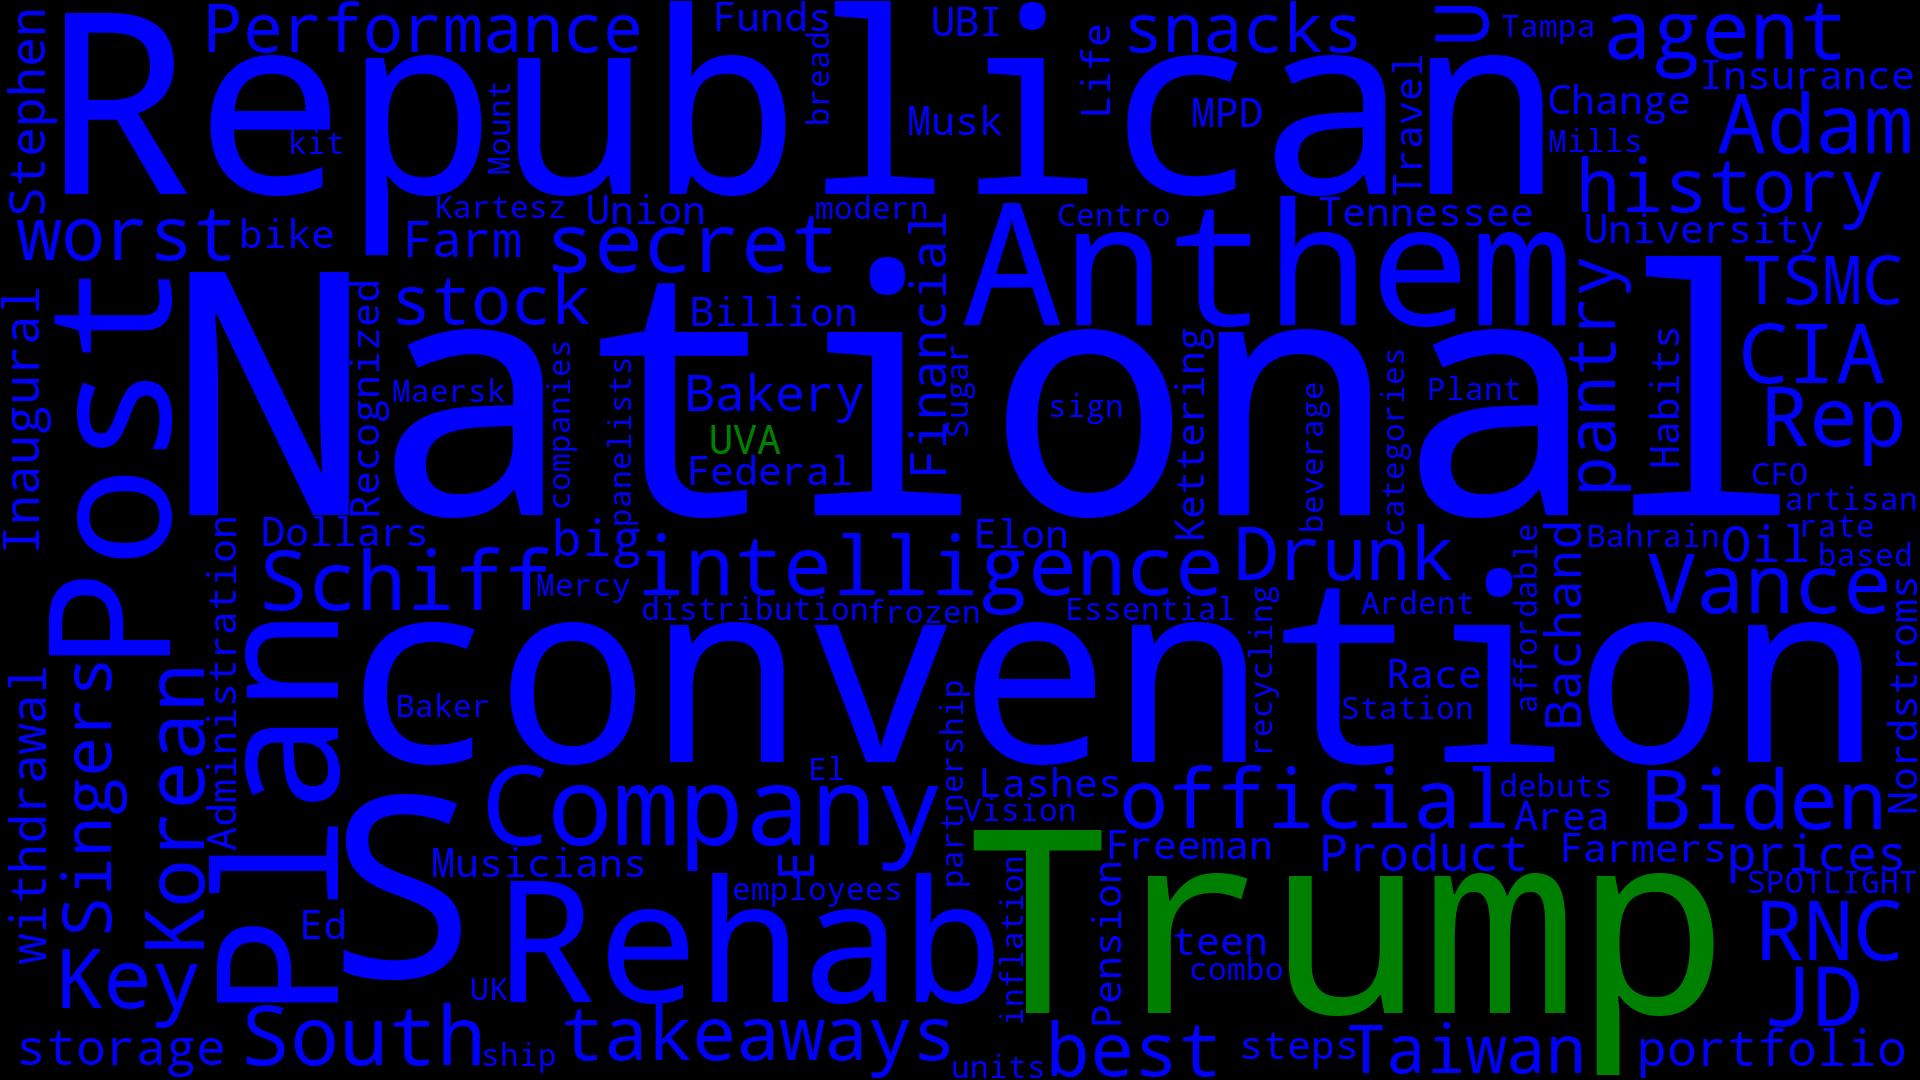 Stephen
Republican
Performance
Funds
UBI
snacks
U
Tampa
agent
Insurance
bread
Life
Musk
MPD
Travel
Change
Adam
kit
Mount
Mills
history
worst
bike
Kartesz
Union
modern
Centro
Tennessee
University
Farm
secret
Anthem
Post
National
Inaugural
Recognized
stock
Billion
Financial
pantry
TSMC
CIA
Maersk
companies
panelists
Bakery
Sugar
sign
Kettering
beverage
categories
Plant
Habits
Rep
UVA
Federal
CFO
artisan
Dollars
big
Elon
Drunk
Bahrain
Oil
rate
based
Schiff
Mercy
intelligence
Vance
distribution
frozen
Essential
recycling
Ardent
affordable
Bachand
Nordstroms
Administration
Plan
convention
Baker
Race
Station
withdrawal
Singers
Korean
El
partnership
Lashes
Vision
official
debuts
Area
Biden
S
Company
Musicians
employees
Trump
Freeman
Product
Farmers
prices
SPOTLIGHT
Ed
Rehab
inflation
Pension
teen
combo
RNC
Key
UK
JD
storage
South
ship
takeaways
units
best
steps
Taiwan
portfolio